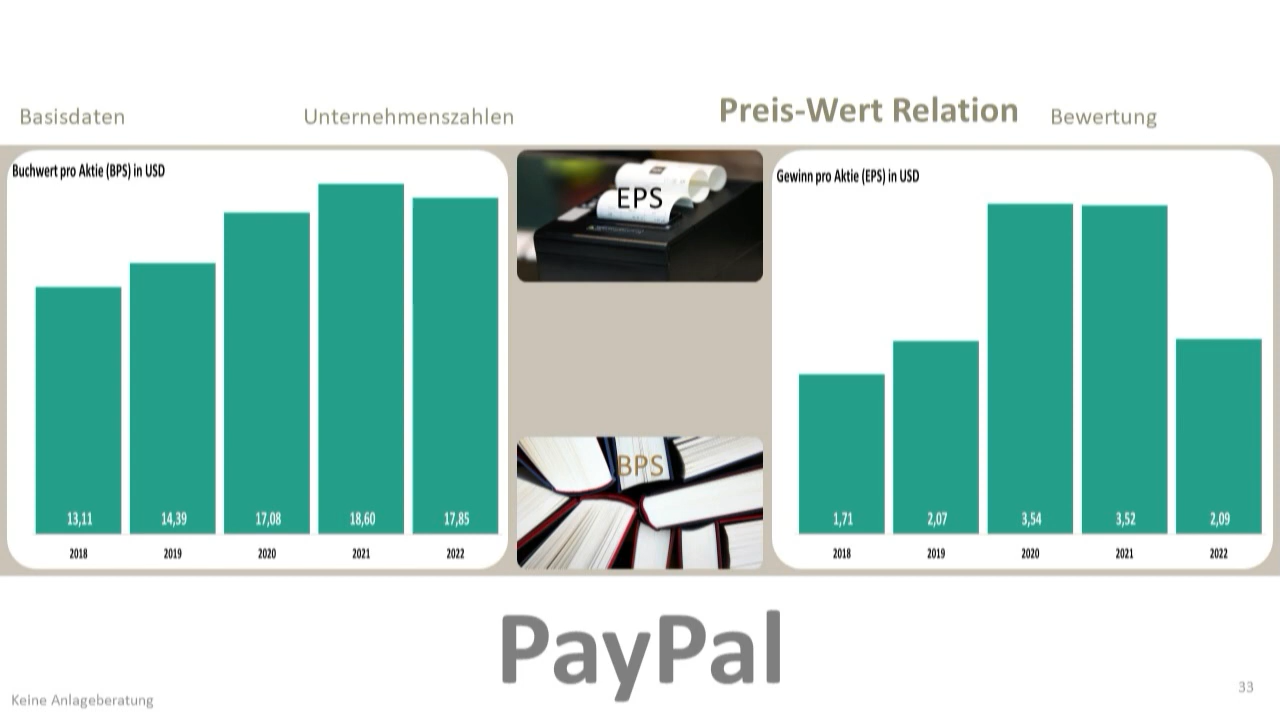 Basisdaten
Unternehmenszahlen
Preis-Wert Relation
Bewertung
Buchwert pro Aktie (BPS) in USD
13,11
14,39
17,08
18,60
17,85
2018
2019
2020
2021
2022
EPS
BPS
Gewinn pro Aktie (EPS) in USD
1,71
2,07
3,54
3,52
2,09
2018
2019
2020
2021
2022
PayPal
Keine Anlageberatung
33